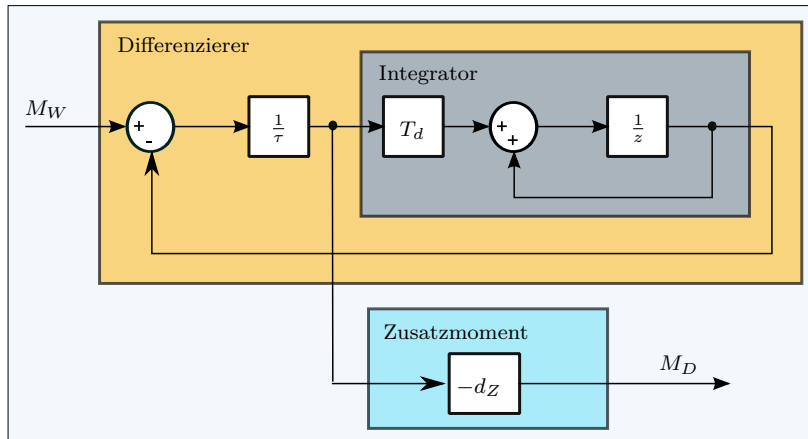 Differenzierer
Integrator
M_W
+
-
1/τ
T_d
+
+
1/z
Zusatzmoment
-d_Z
M_D